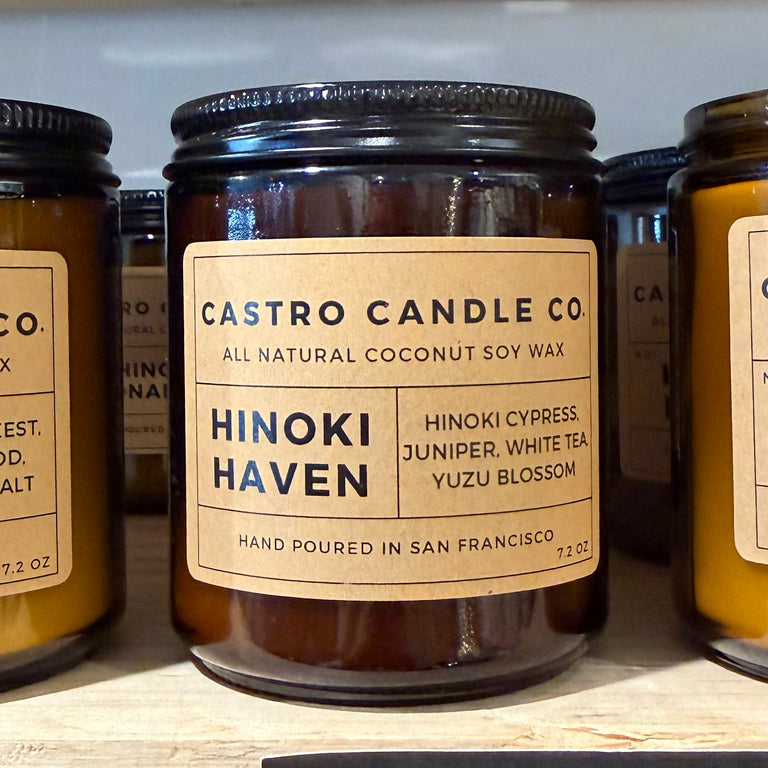 CASTRO CANDLE CO.
ALL NATURAL COCONUT SOY WAX
HINOKI
HAVEN
HINOKI CYPRESS,
JUNIPER, WHITE TEA,
YUZU BLOSSOM
HAND POURED IN SAN FRANCISCO
7.2 OZ
CO.
7.2 OZ